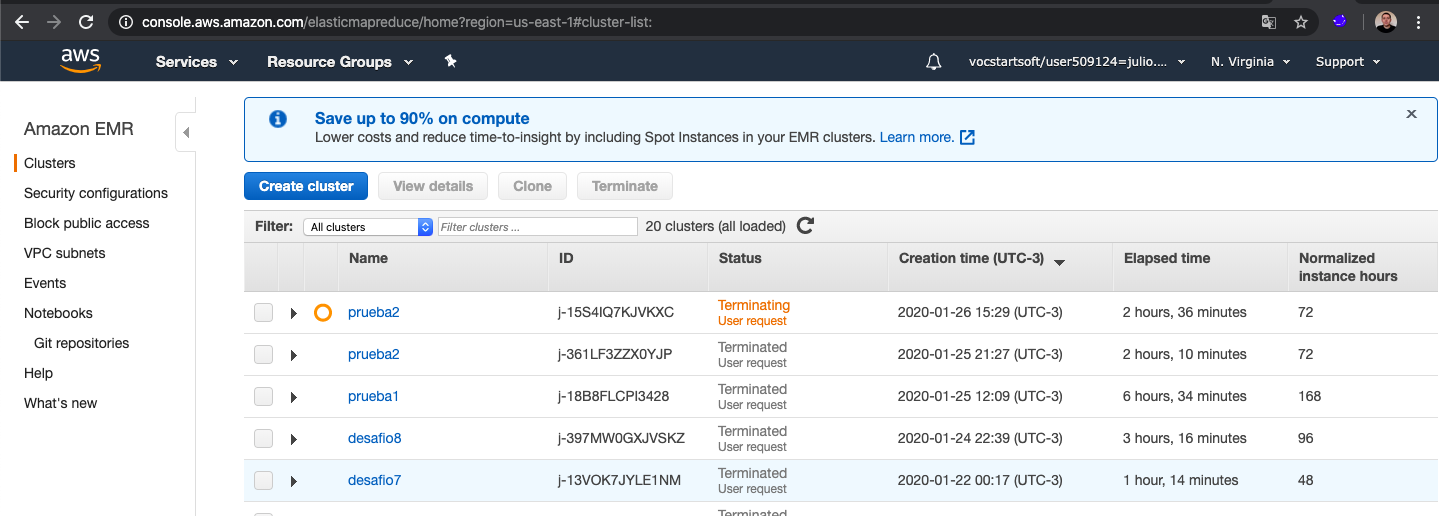 console.aws.amazon.com/elasticmapreduce/home?region=us-east-1#cluster-list:
aws
Services
Resource Groups
vocstartsoft/user509124=julio....
N. Virginia
Support
Amazon EMR
Clusters
Security configurations
Block public access
VPC subnets
Events
Notebooks
Git repositories
Help
What's new
Save up to 90% on compute
Lower costs and reduce time-to-insight by including Spot Instances in your EMR clusters. Learn more.
Create cluster View details Clone Terminate
Filter: All clusters Filter clusters ... 20 clusters (all loaded)
Name ID Status Creation time (UTC-3) Elapsed time Normalized
instance hours
prueba2 j-15S4IQ7KJVKXC Terminating 2020-01-26 15:29 (UTC-3) 2 hours, 36 minutes 72
User request
prueba2 j-361LF3ZZX0YJP Terminated 2020-01-25 21:27 (UTC-3) 2 hours, 10 minutes 72
User request
prueba1 j-18B8FLCPI3428 Terminated 2020-01-25 12:09 (UTC-3) 6 hours, 34 minutes 168
User request
desafio8 j-397MW0GXJVSKZ Terminated 2020-01-24 22:39 (UTC-3) 3 hours, 16 minutes 96
User request
desafio7 j-13VOK7JYLE1NM Terminated 2020-01-22 00:17 (UTC-3) 1 hour, 14 minutes 48
User request
Terminated